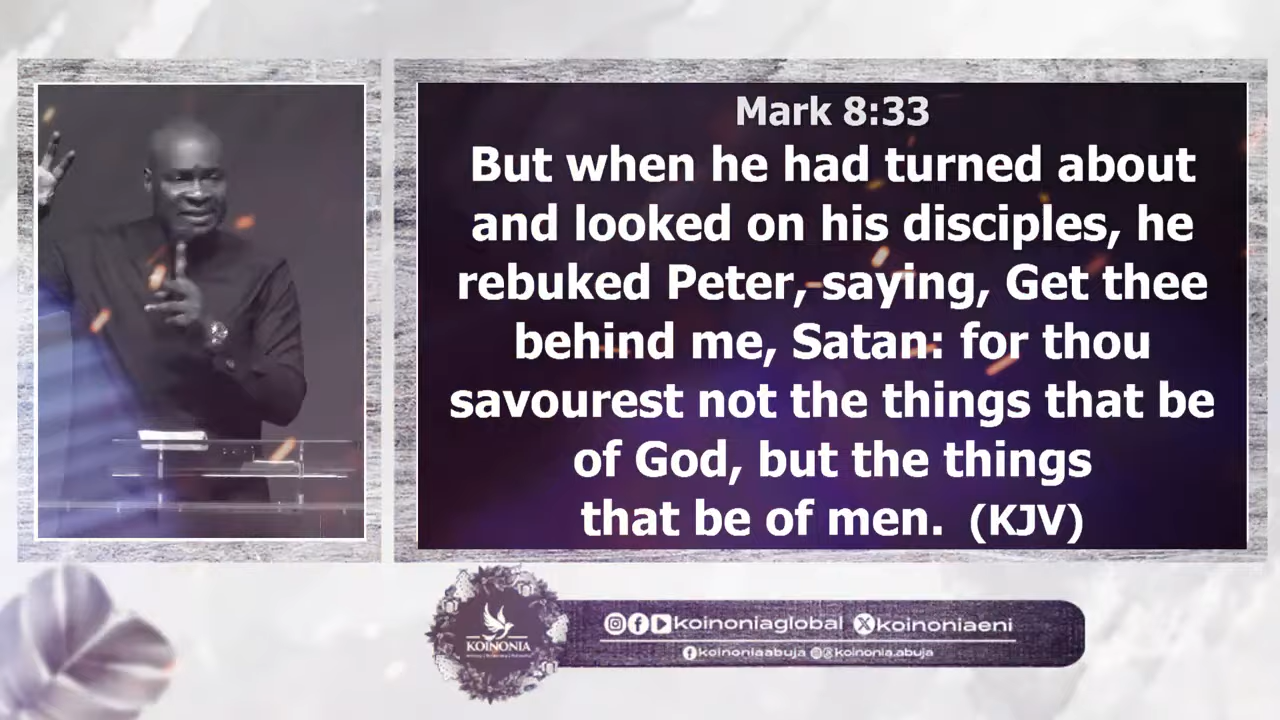 Mark 8:33
But when he had turned about
and looked on his disciples, he
rebuked Peter, saying, Get thee
behind me, Satan: for thou
savourest not the things that be
of God, but the things
that be of men. (KJV)
KOINONIA
koinoniaglobal koinoniaeni
koinoniaabuja @koinonia.abuja